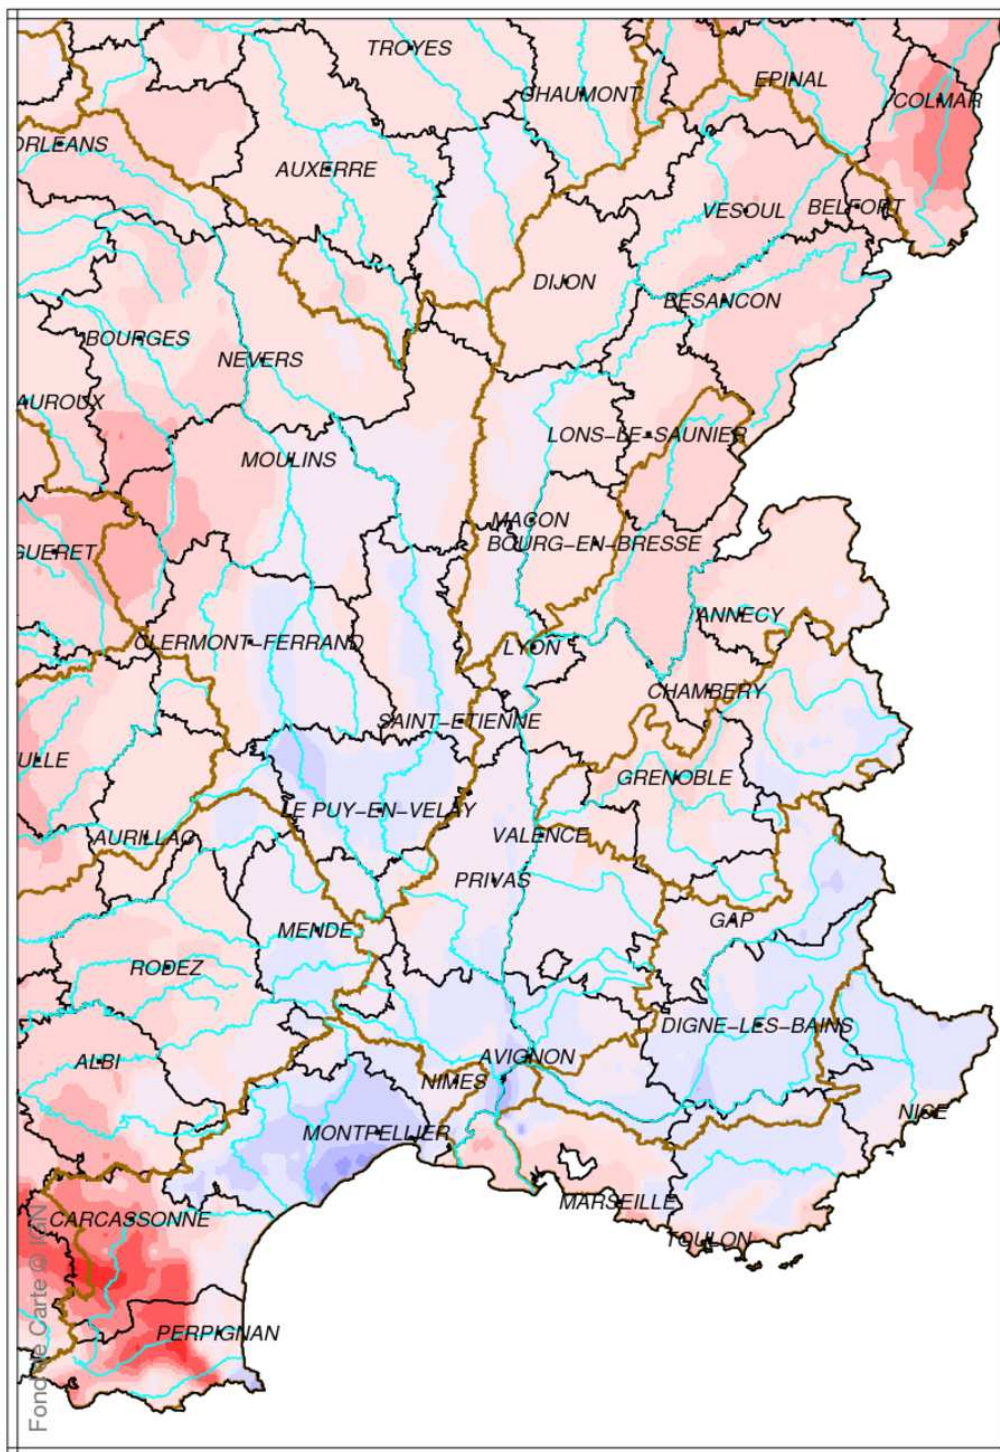 TROYES
EPINAL
CHAUMONT
COLMAR
ORLEANS
AUXERRE
VESOUL
BELFORT
DIJON
BESANCON
BOURGES
NEVERS
AUROUX
LONS-LE-SAUNIER
MOULINS
MACON
BOURG-EN-BRESSE
GUERET
ANNECY
CLERMONT-FERRAND
LYON
CHAMBERY
SAINT-ETIENNE
ULLE
GRENOBLE
LE PUY-EN-VELAY
AURILLAC
VALENCE
PRIVAS
GAP
MENDE
RODEZ
DIGNE-LES-BAINS
AVIGNON
ALBI
NIMES
NICE
MONTPELLIER
MARSEILLE
CARCASSONNE
TOULON
PERPIGNAN
Fond de Carte © IGN